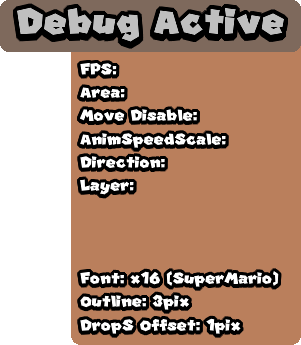 Debug Active
FPS:
Area:
Move Disable:
AnimSpeedScale:
Direction:
Layer:
Font: x16 (SuperMario)
Outline: 3pix
DropS Offset: 1pix